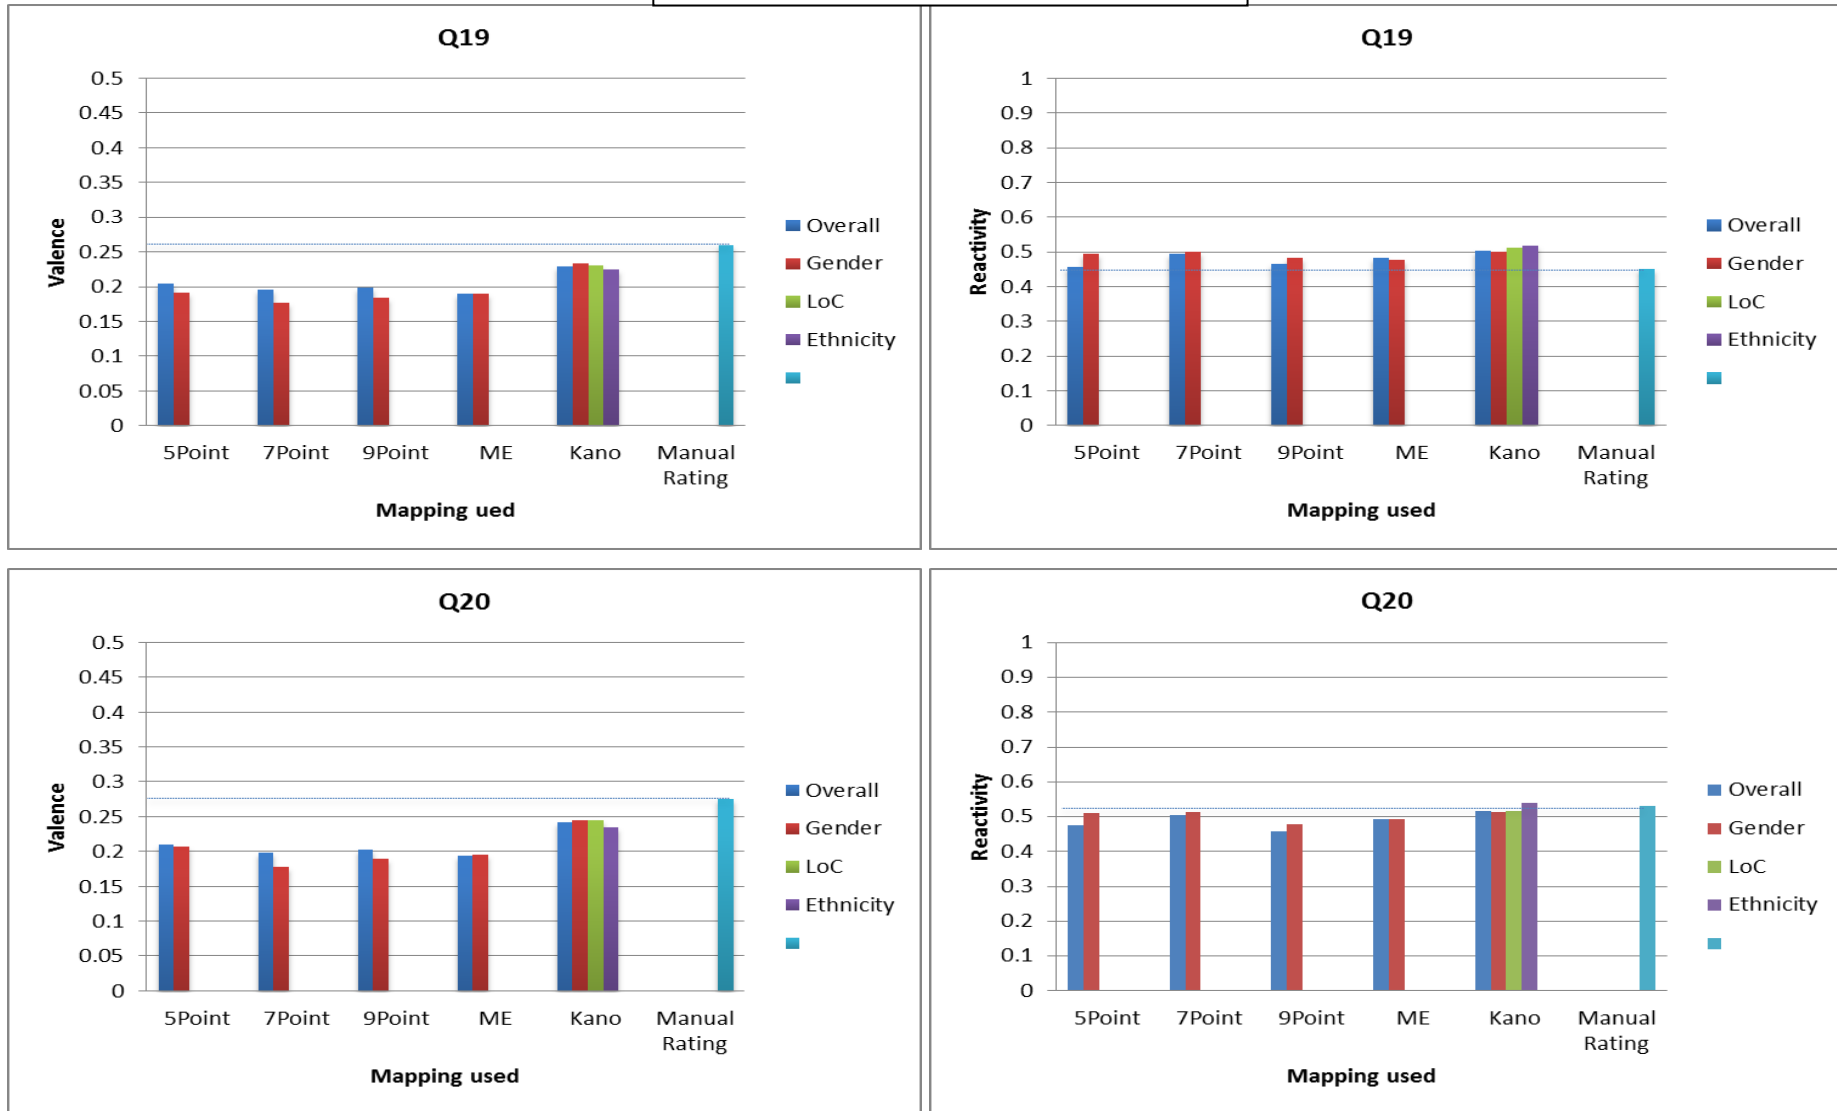 Q19
0.5
0.45
0.4
0.35
0.3
0.25
0.2
0.15
0.1
0.05
0
Valence
5Point 7Point 9Point ME Kano Manual
Rating
Mapping ued
Overall
Gender
LoC
Ethnicity
Q19
1
0.9
0.8
0.7
0.6
0.5
0.4
0.3
0.2
0.1
0
Reactivity
5Point 7Point 9Point ME Kano Manual
Rating
Mapping used
Overall
Gender
LoC
Ethnicity
Q20
0.5
0.45
0.4
0.35
0.3
0.25
0.2
0.15
0.1
0.05
0
Valence
5Point 7Point 9Point ME Kano Manual
Rating
Mapping used
Overall
Gender
LoC
Ethnicity
Q20
1
0.9
0.8
0.7
0.6
0.5
0.4
0.3
0.2
0.1
0
Reactivity
5Point 7Point 9Point ME Kano Manual
Rating
Mapping used
Overall
Gender
LoC
Ethnicity